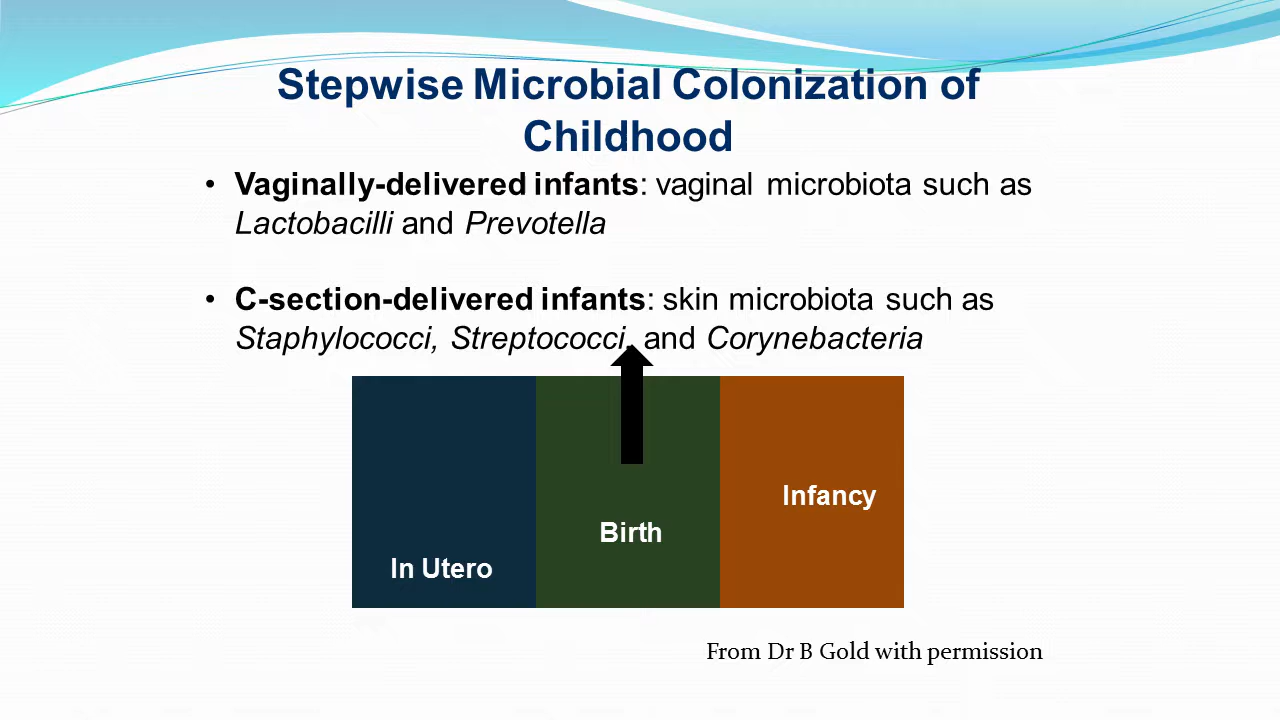 Stepwise Microbial Colonization of
Childhood
• Vaginally-delivered infants: vaginal microbiota such as
Lactobacilli and Prevotella
• C-section-delivered infants: skin microbiota such as
Staphylococci, Streptococci, and Corynebacteria
Infancy
Birth
In Utero
From Dr B Gold with permission